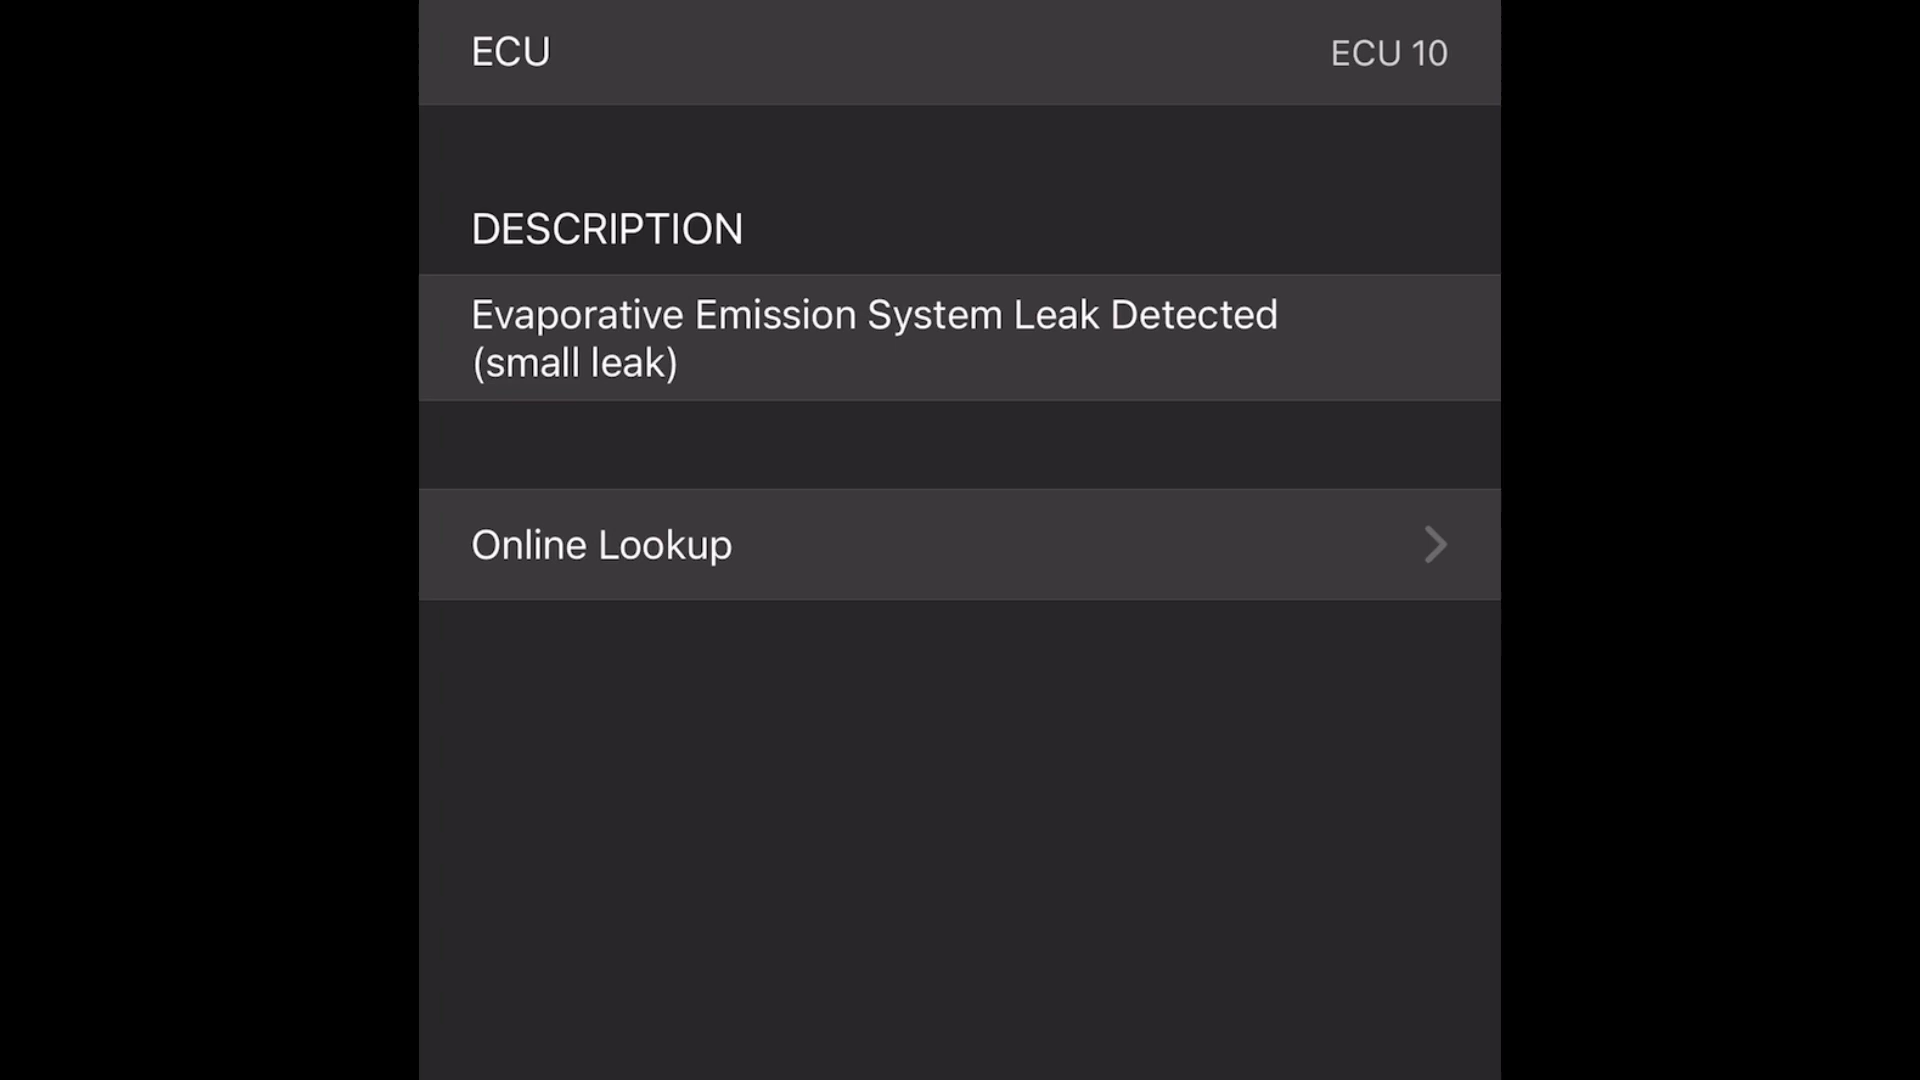 ECU
ECU 10
DESCRIPTION
Evaporative Emission System Leak Detected
(small leak)
Online Lookup